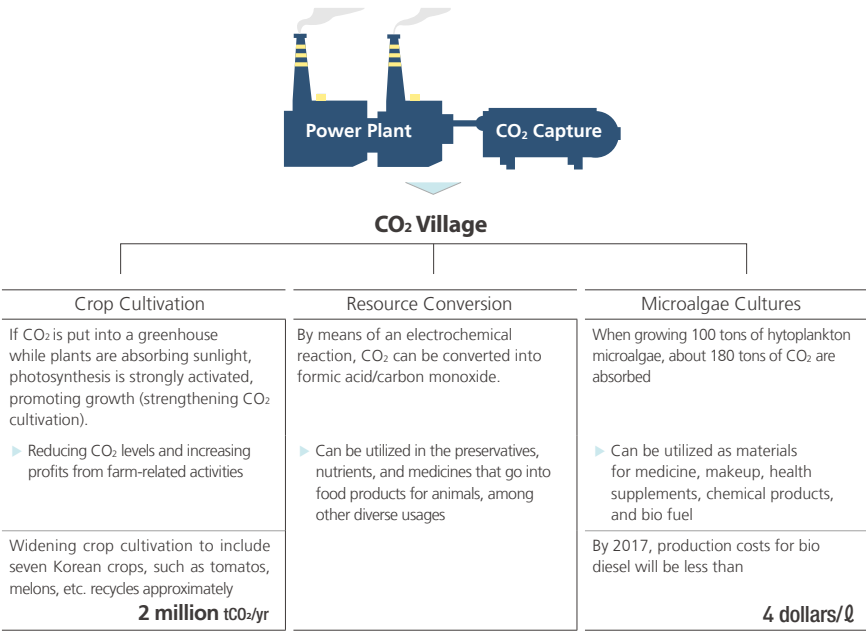 Power Plant
CO₂ Capture
CO₂ Village
Crop Cultivation
If CO₂ is put into a greenhouse
while plants are absorbing sunlight,
photosynthesis is strongly activated,
promoting growth (strengthening CO₂
cultivation).
Reducing CO₂ levels and increasing
profits from farm-related activities
Widening crop cultivation to include
seven Korean crops, such as tomatos,
melons, etc. recycles approximately
2 million tCO₂/yr
Resource Conversion
By means of an electrochemical
reaction, CO₂ can be converted into
formic acid/carbon monoxide.
Can be utilized in the preservatives,
nutrients, and medicines that go into
food products for animals, among
other diverse usages
Microalgae Cultures
When growing 100 tons of hytoplankton
microalgae, about 180 tons of CO₂ are
absorbed
Can be utilized as materials
for medicine, makeup, health
supplements, chemical products,
and bio fuel
By 2017, production costs for bio
diesel will be less than
4 dollars/ℓ